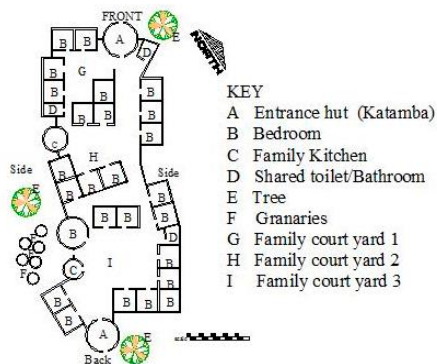 FRONT
B B A E
D
B G B
B B B
B B B B
D B
C
H
Side B B Side
B B B
E B
B B B B
B
D
F
F C I B
F B
B B B B B
B
A E
scale
Back
NORTH
KEY
A Entrance hut (Katamba)
B Bedroom
C Family Kitchen
D Shared toilet/Bathroom
E Tree
F Granaries
G Family court yard 1
H Family court yard 2
I Family court yard 3